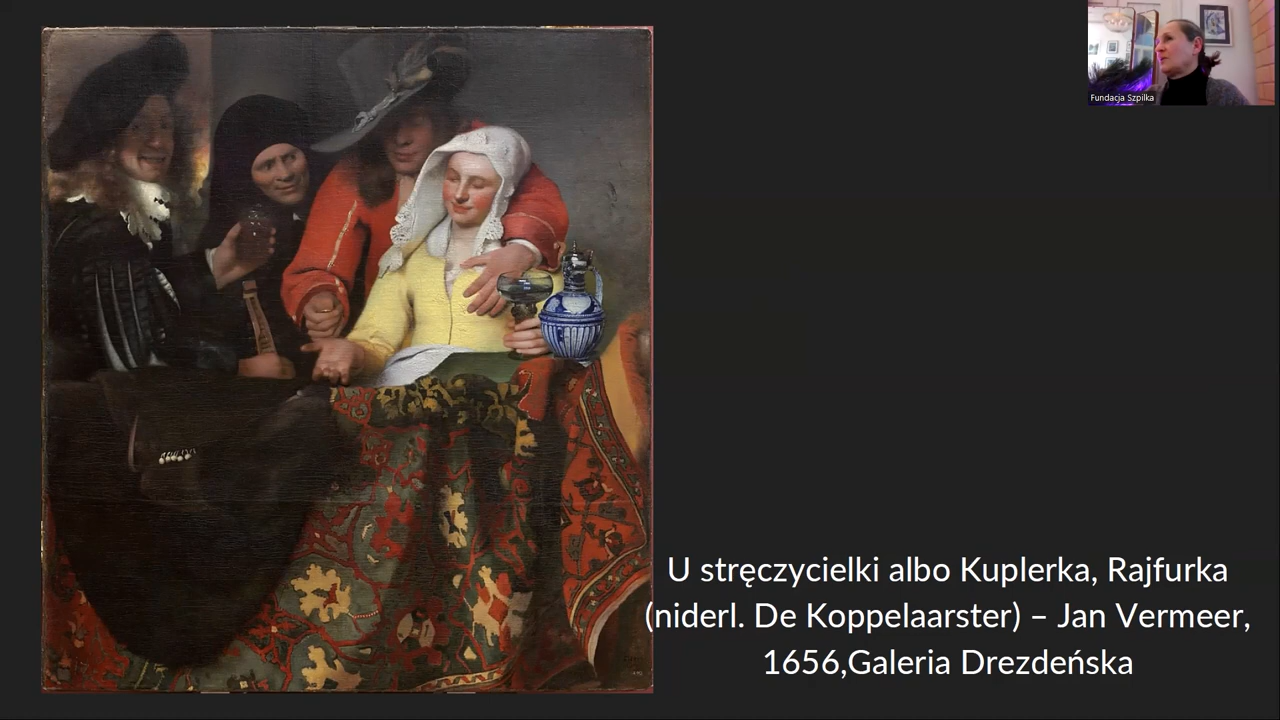 Fundacja Szpilka
U stręczycielki albo Kuplerka, Rajfurka
(niderl. De Koppelaarster) – Jan Vermeer,
1656,Galeria Drezdeńska